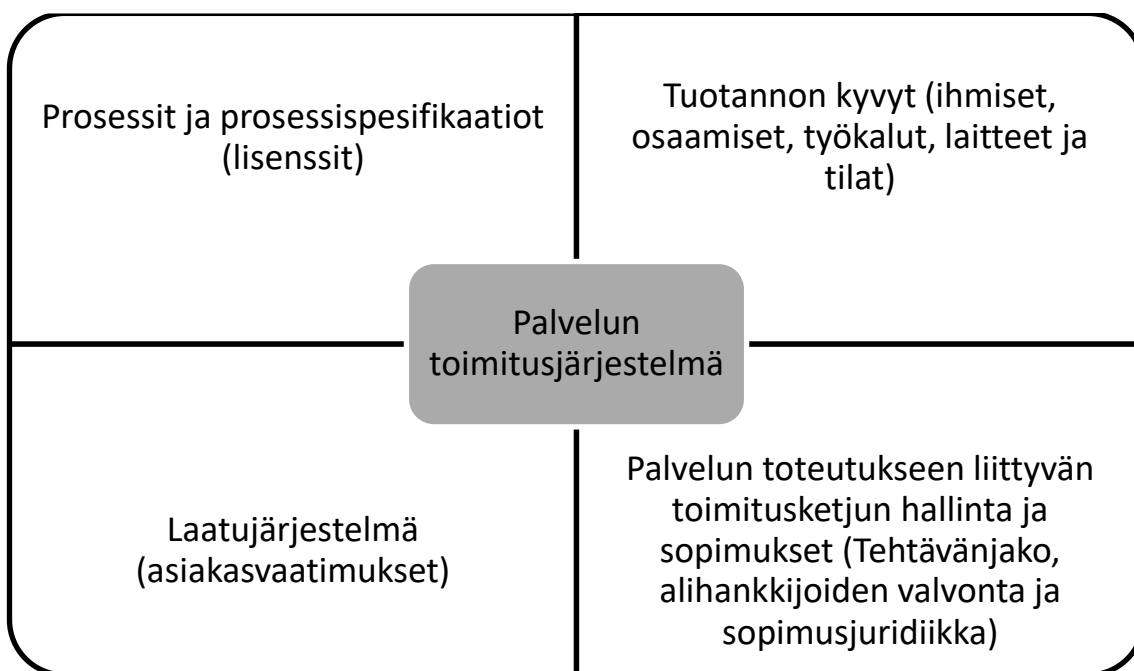 Prosessit ja prosessispesifikaatiot
(lisenssit)
Tuotannon kyvyt (ihmiset,
osaamiset, työkalut, laitteet ja
tilat)
Palvelun
toimitusjärjestelmä
Laatujärjestelmä
(asiakasvaatimukset)
Palvelun toteutukseen liittyvän
toimitusketjun hallinta ja
sopimukset (Tehtävänjako,
alihankkijoiden valvonta ja
sopimusjuridiikka)